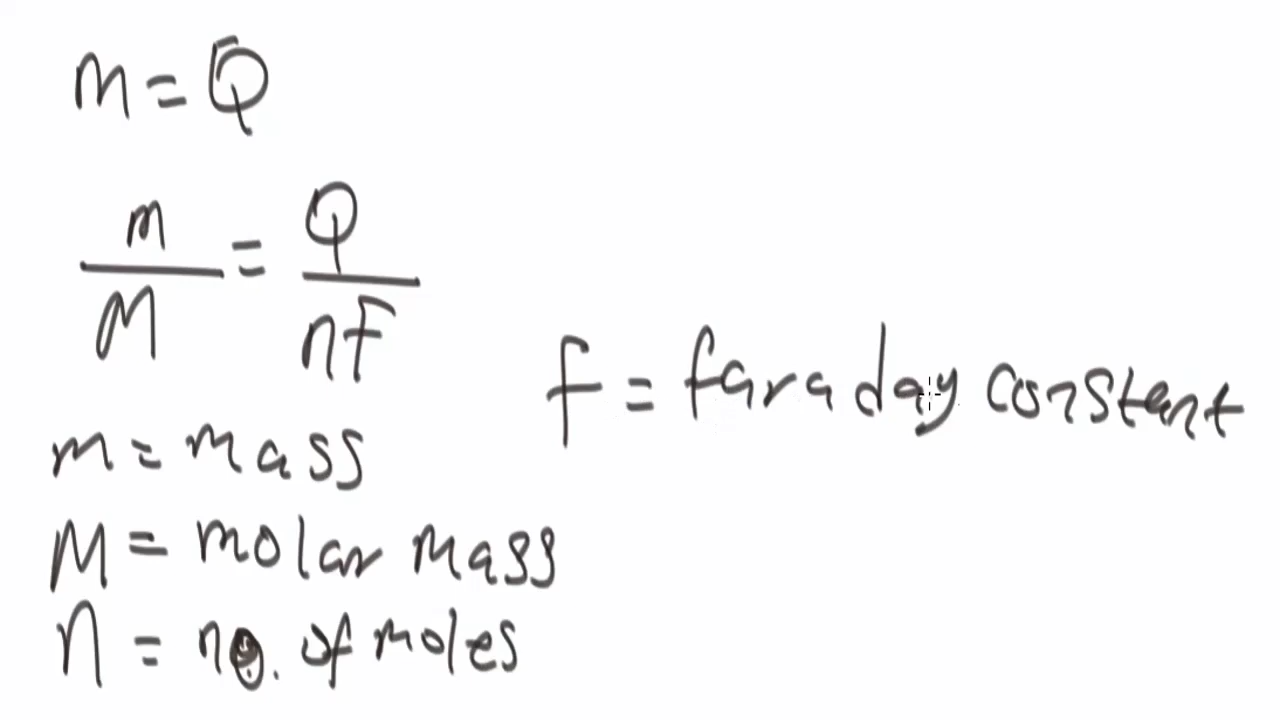 m = Q
m/M = Q/nF
f = faraday constant
m = mass
M = molar mass
n = no. of moles